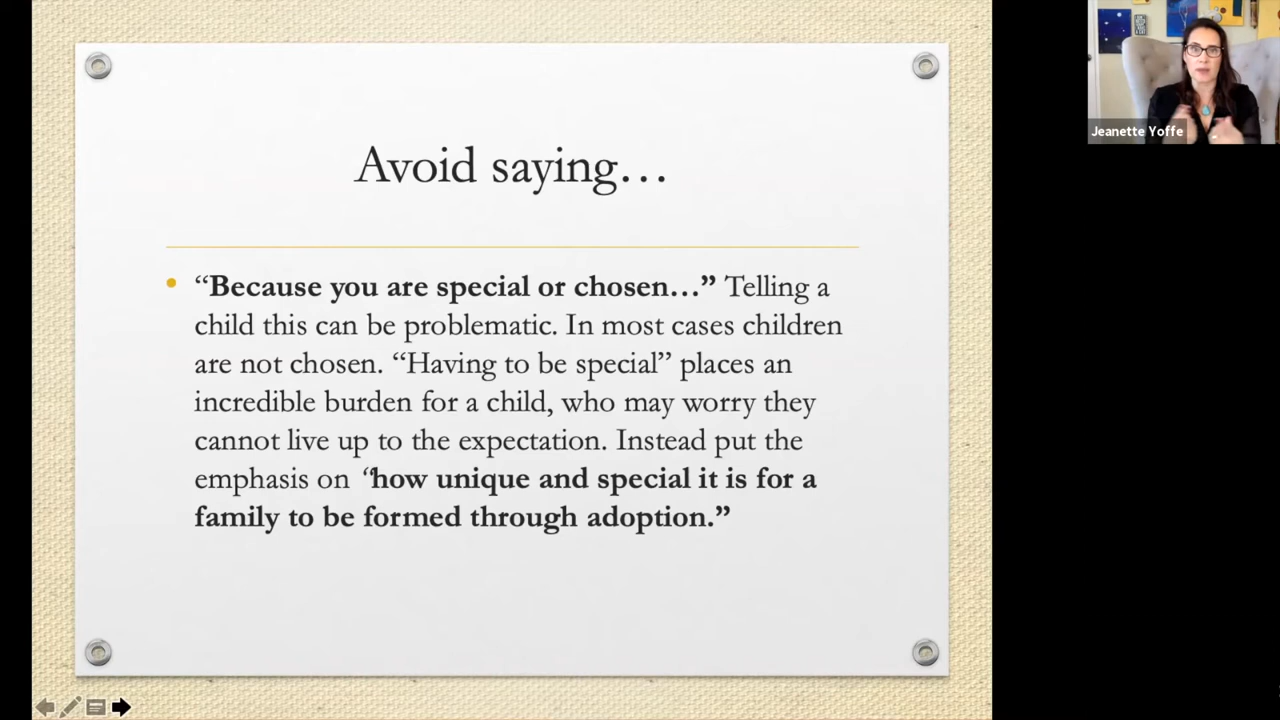 Avoid saying…
“Because you are special or chosen…” Telling a
child this can be problematic. In most cases children
are not chosen. “Having to be special” places an
incredible burden for a child, who may worry they
cannot live up to the expectation. Instead put the
emphasis on ‘‘how unique and special it is for a
family to be formed through adoption.”
Jeanette Yoffe